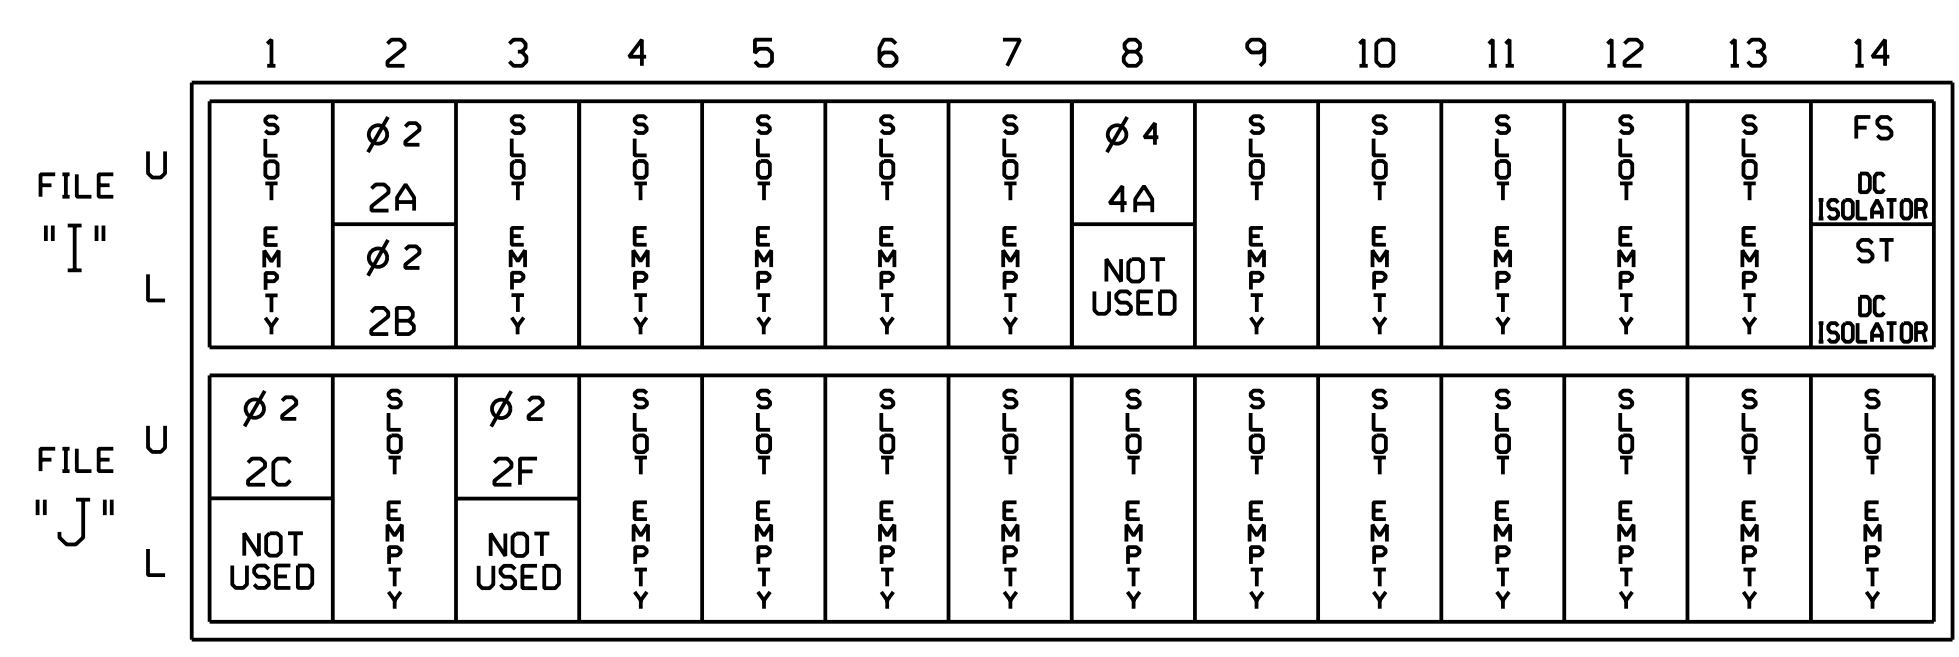 1 2 3 4 5 6 7 8 9 10 11 12 13 14
FILE "I"
U
L
SLOT EMPTY
Ø 2
2A
Ø 2
2B
SLOT EMPTY
SLOT EMPTY
SLOT EMPTY
SLOT EMPTY
SLOT EMPTY
Ø 4
4A
NOT
USED
SLOT EMPTY
SLOT EMPTY
SLOT EMPTY
SLOT EMPTY
SLOT EMPTY
FS
DC
ISOLATOR
ST
DC
ISOLATOR
FILE "J"
U
L
Ø 2
2C
NOT
USED
SLOT EMPTY
Ø 2
2F
NOT
USED
SLOT EMPTY
SLOT EMPTY
SLOT EMPTY
SLOT EMPTY
SLOT EMPTY
SLOT EMPTY
SLOT EMPTY
SLOT EMPTY
SLOT EMPTY
SLOT EMPTY
SLOT EMPTY